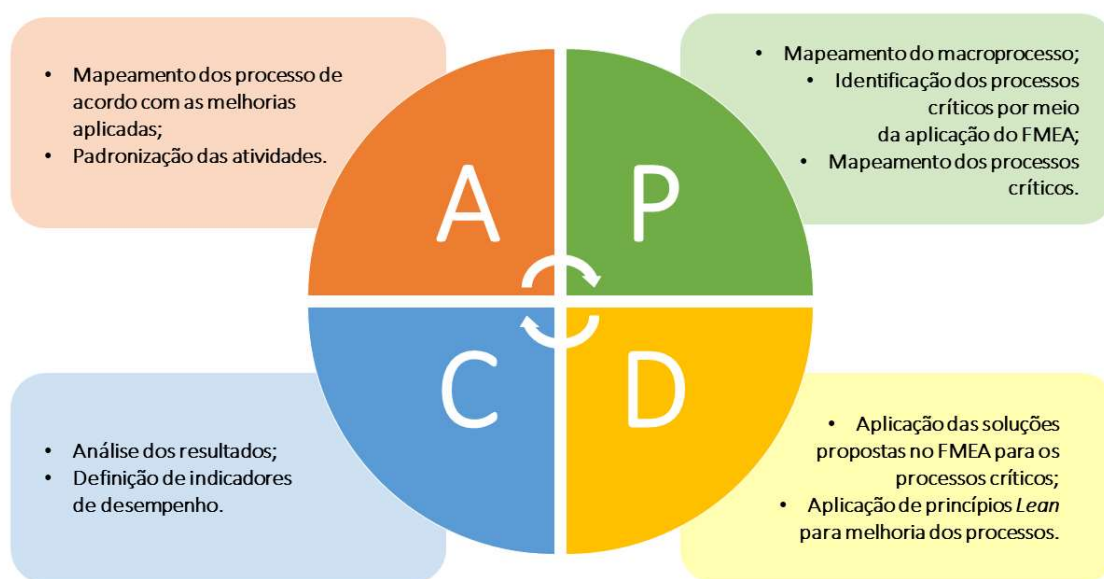 • Mapeamento dos processo de
acordo com as melhorias
aplicadas;
• Padronização das atividades.
• Mapeamento do macroprocesso;
• Identificação dos processos
críticos por meio
da aplicação do FMEA;
• Mapeamento dos processos
críticos.
A
P
C
D
• Análise dos resultados;
• Definição de indicadores
de desempenho.
• Aplicação das soluções
propostas no FMEA para os
processos críticos;
• Aplicação de princípios Lean
para melhoria dos processos.